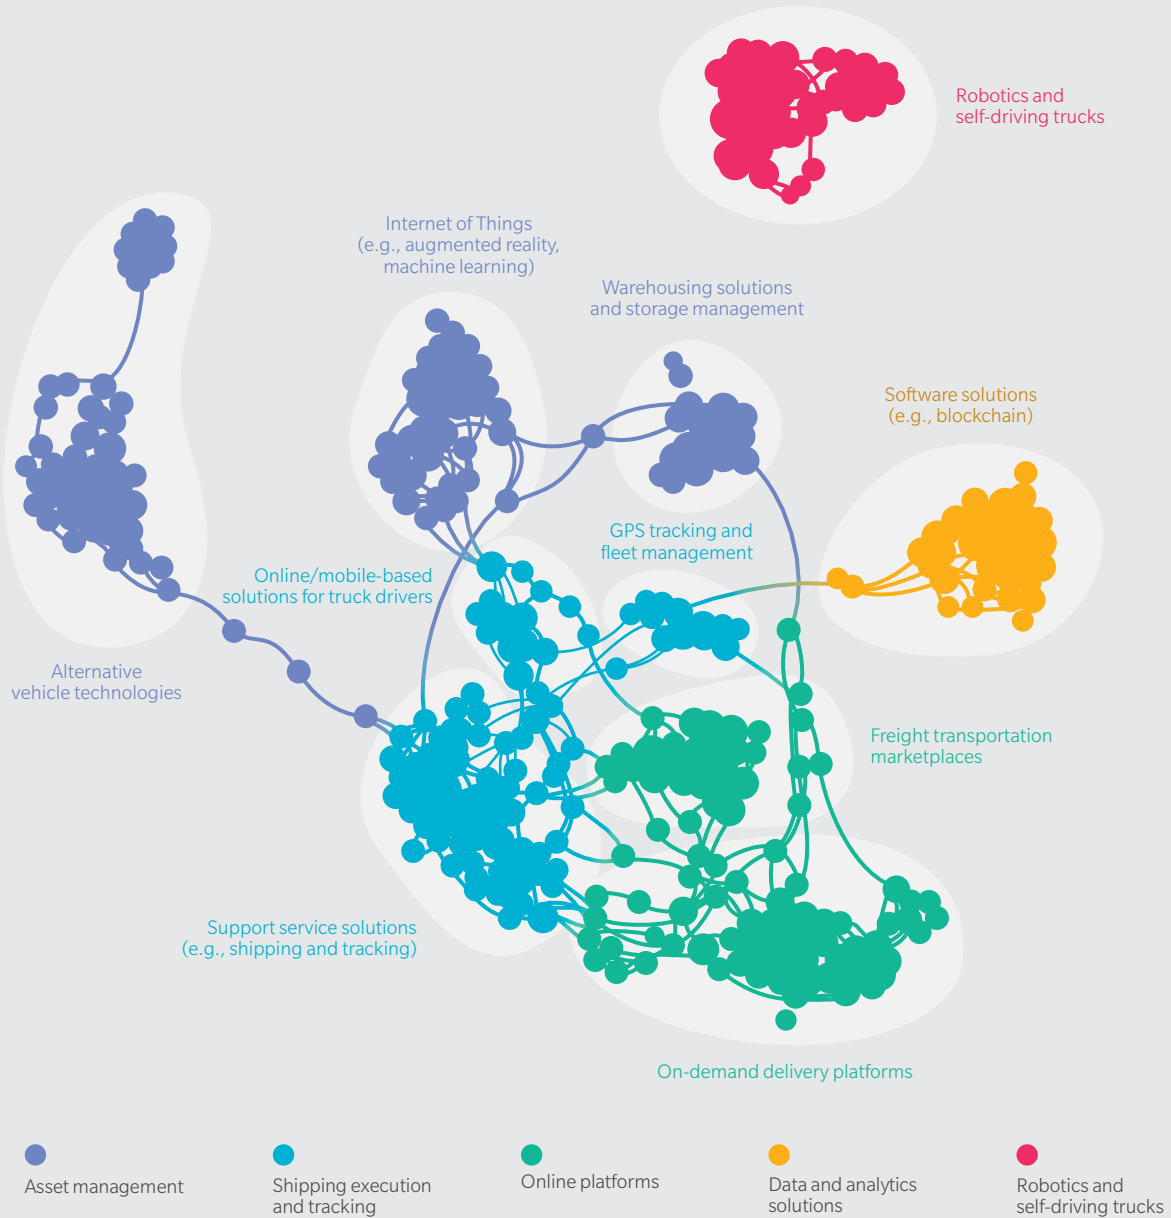 Robotics and
self-driving trucks
Internet of Things
(e.g., augmented reality,
machine learning)
Warehousing solutions
and storage management
Software solutions
(e.g., blockchain)
GPS tracking and
fleet management
Online/mobile-based
solutions for truck drivers
Alternative
vehicle technologies
Freight transportation
marketplaces
Support service solutions
(e.g., shipping and tracking)
On-demand delivery platforms
Asset management
Shipping execution
and tracking
Online platforms
Data and analytics
solutions
Robotics and
self-driving trucks